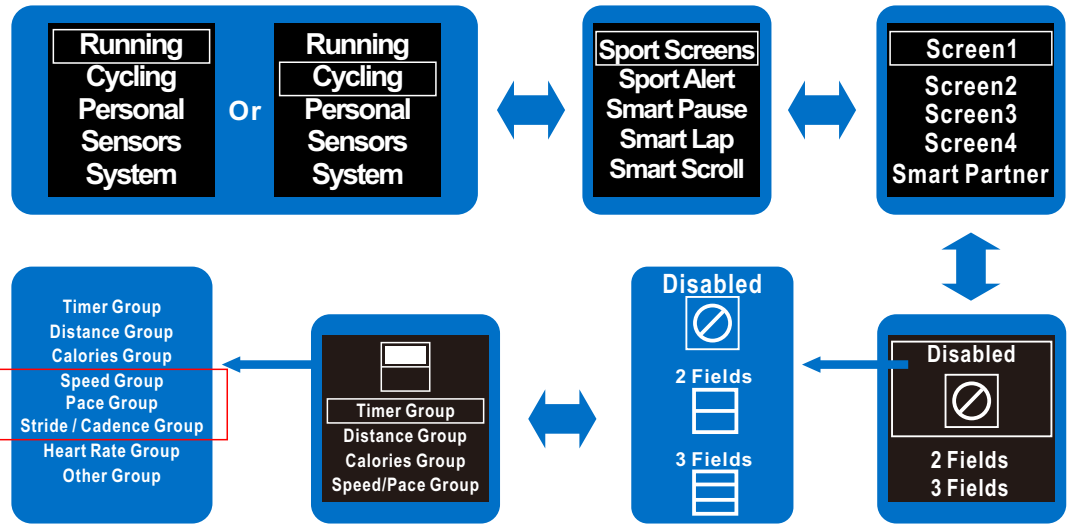 Running
Cycling
Personal
Sensors
System
Or
Running
Cycling
Personal
Sensors
System
Sport Screens
Sport Alert
Smart Pause
Smart Lap
Smart Scroll
Screen1
Screen2
Screen3
Screen4
Smart Partner
Timer Group
Distance Group
Calories Group
Speed Group
Pace Group
Stride / Cadence Group
Heart Rate Group
Other Group
Timer Group
Distance Group
Calories Group
Speed/Pace Group
Disabled
2 Fields
3 Fields
Disabled
2 Fields
3 Fields